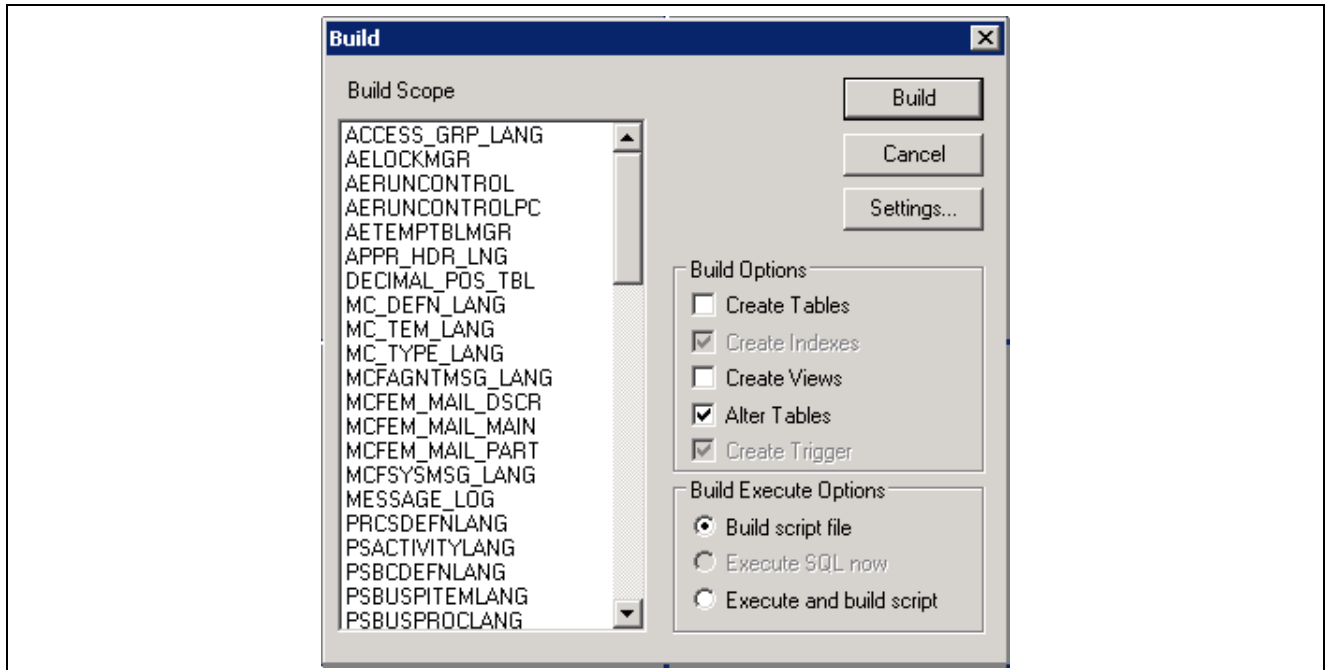 Build
Build Scope
ACCESS_GRP_LANG
AELOCKMGR
AERUNCONTROL
AERUNCONTROLPC
AETEMPTBLMGR
APPR_HDR_LNG
DECIMAL_POS_TBL
MC_DEFN_LANG
MC_TEM_LANG
MC_TYPE_LANG
MCFAGNTMSG_LANG
MCFEM_MAIL_DSCR
MCFEM_MAIL_MAIN
MCFEM_MAIL_PART
MCFSYSMSG_LANG
MESSAGE_LOG
PRCSDEFNLANG
PSACTIVITYLANG
PSBCDEFNLANG
PSBUSPITEMLANG
PSBUSPROCLANG
Build
Cancel
Settings...
Build Options
Create Tables
Create Indexes
Create Views
Alter Tables
Create Trigger
Build Execute Options
Build script file
Execute SQL now
Execute and build script